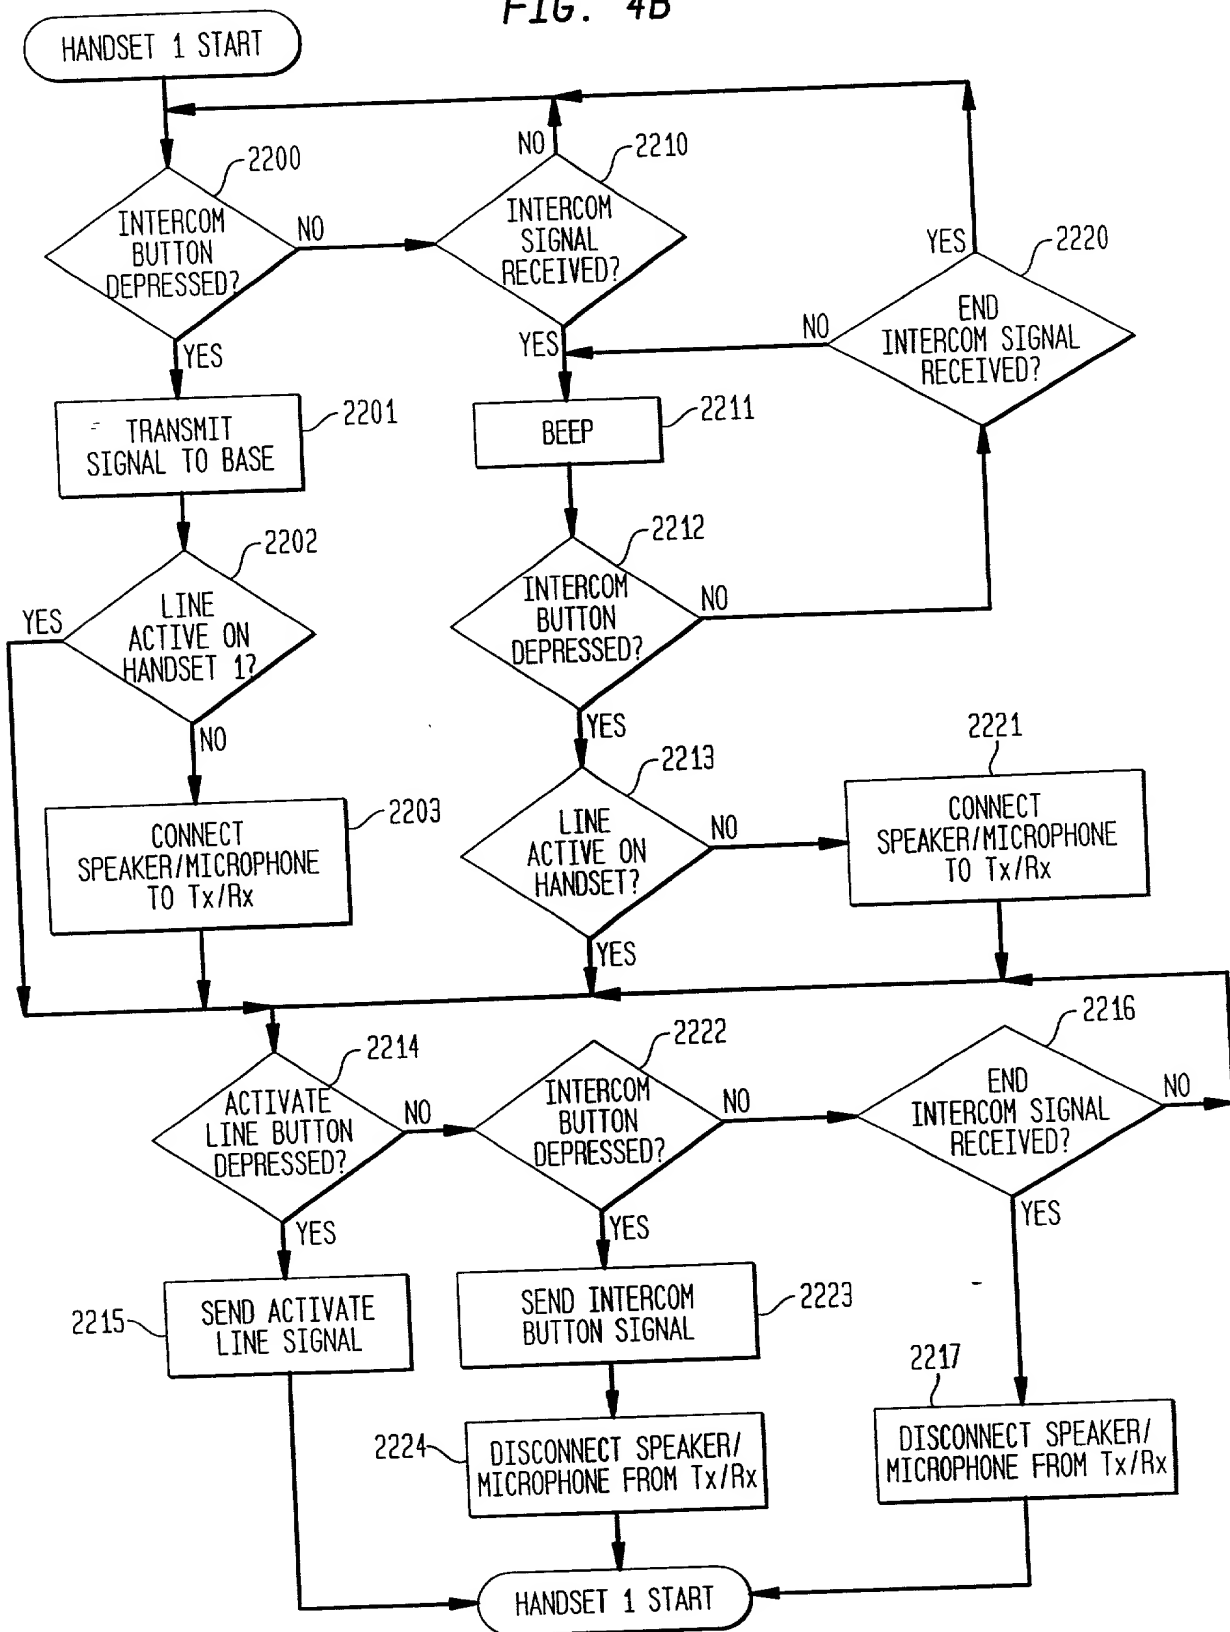 FIG. 4B
HANDSET 1 START
2200
INTERCOM
BUTTON
DEPRESSED?
NO
YES
NO
2210
INTERCOM
SIGNAL
RECEIVED?
YES
YES
2220
END
INTERCOM SIGNAL
RECEIVED?
NO
2201
TRANSMIT
SIGNAL TO BASE
2211
BEEP
2202
LINE
ACTIVE ON
HANDSET 1?
YES
NO
2212
INTERCOM
BUTTON
DEPRESSED?
NO
YES
2203
CONNECT
SPEAKER/MICROPHONE
TO Tx/Rx
2213
LINE
ACTIVE ON
HANDSET?
NO
YES
2221
CONNECT
SPEAKER/MICROPHONE
TO Tx/Rx
2214
ACTIVATE
LINE BUTTON
DEPRESSED?
NO
YES
2222
INTERCOM
BUTTON
DEPRESSED?
NO
YES
2216
END
INTERCOM SIGNAL
RECEIVED?
NO
YES
2215
SEND ACTIVATE
LINE SIGNAL
2223
SEND INTERCOM
BUTTON SIGNAL
2224
DISCONNECT SPEAKER/
MICROPHONE FROM Tx/Rx
2217
DISCONNECT SPEAKER/
MICROPHONE FROM Tx/Rx
HANDSET 1 START